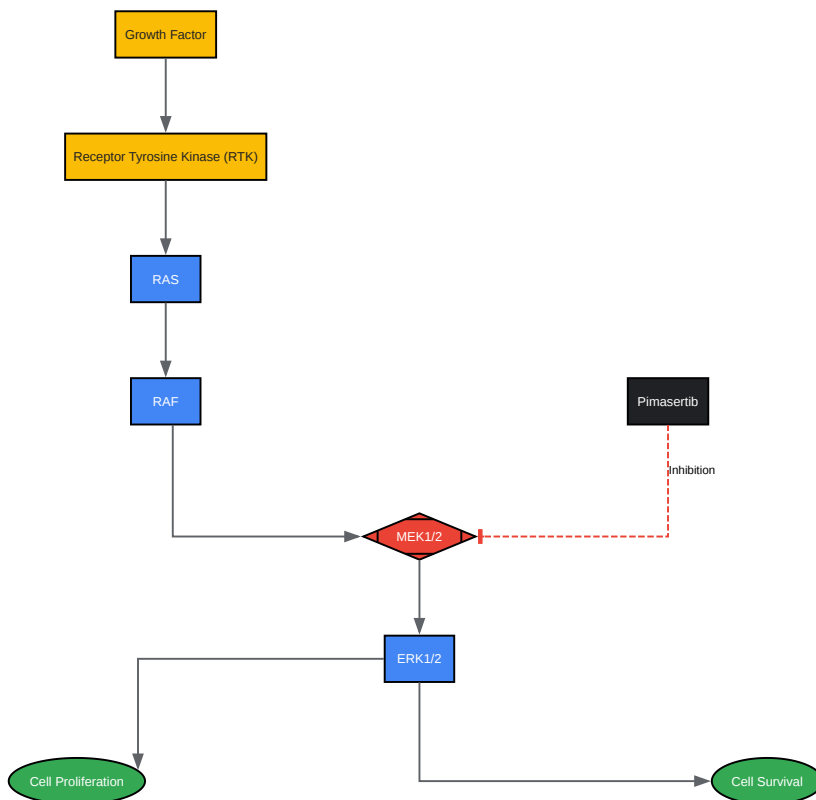 Growth Factor
Receptor Tyrosine Kinase (RTK)
RAS
RAF
Pimasertib
Inhibition
MEK1/2
ERK1/2
Cell Proliferation
Cell Survival